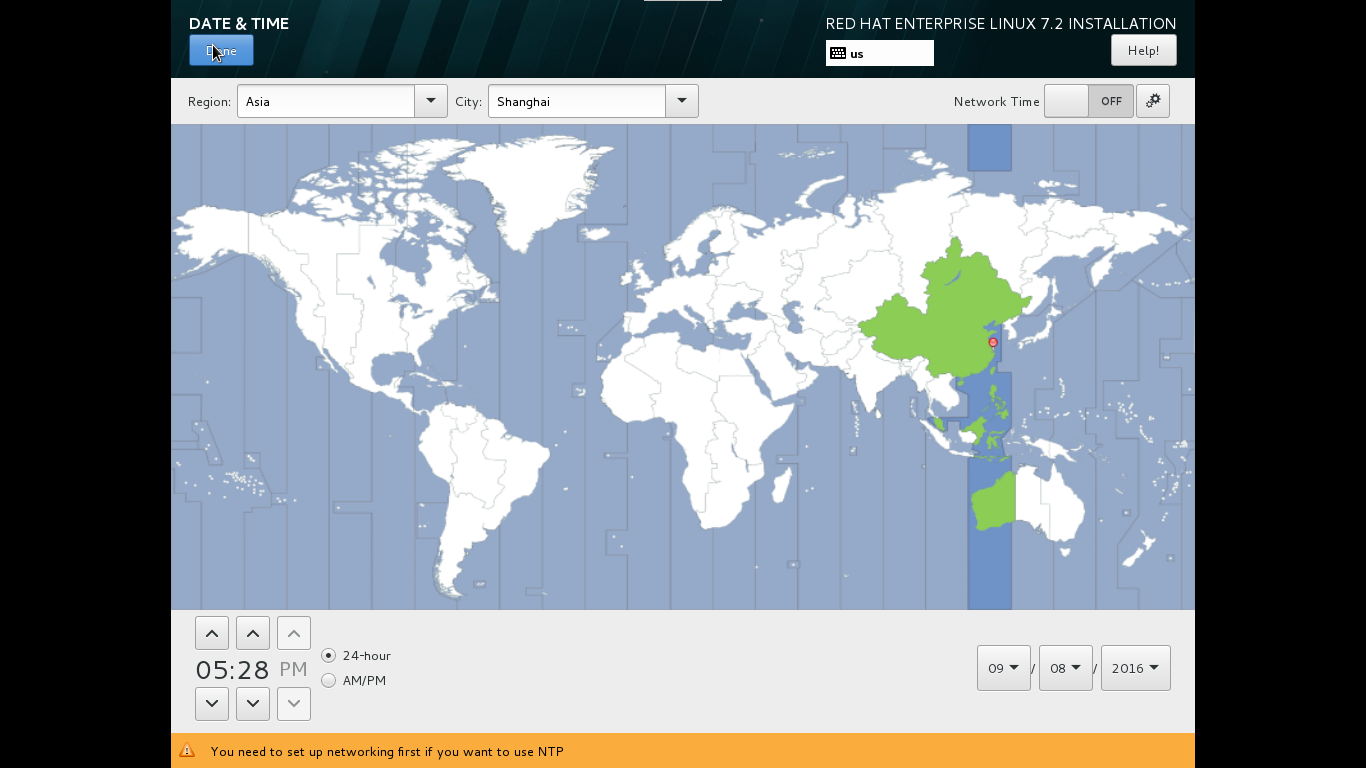 DATE & TIME
RED HAT ENTERPRISE LINUX 7.2 INSTALLATION
Done
us
Help!
Region: Asia City: Shanghai Network Time OFF
05:28 PM
24-hour
AM/PM
09 / 08 / 2016
You need to set up networking first if you want to use NTP